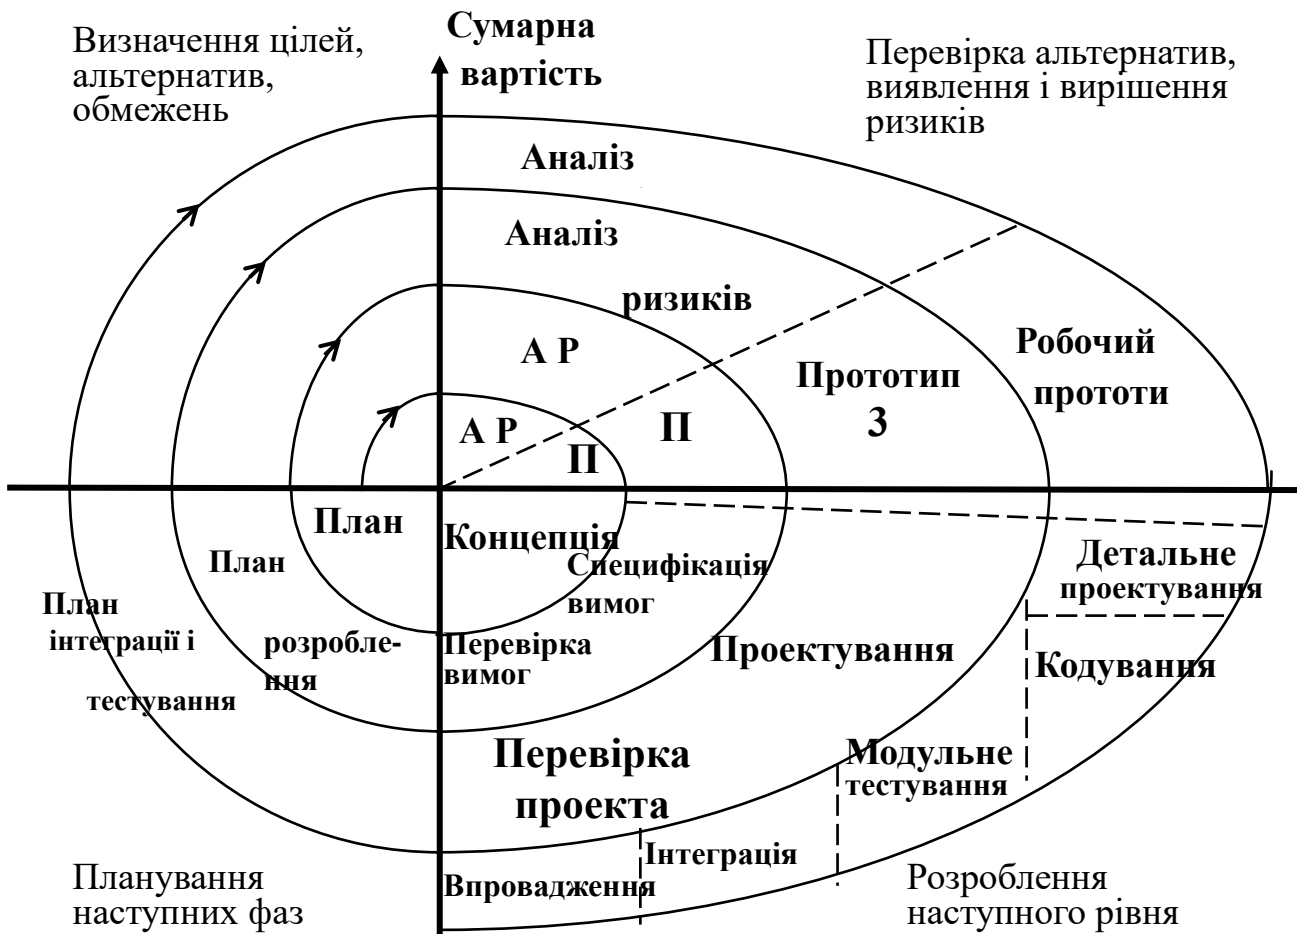 Визначення цілей,
альтернатив,
обмежень
Сумарна
вартість
Перевірка альтернатив,
виявлення і вирішення
ризиків
Аналіз
Аналіз
ризиків
А Р
А Р
П
П
Прототип
3
Робочий
прототи
План
План
розробле-
ння
План
інтеграції і
тестування
Концепція
Специфікація
вимог
Перевірка
вимог
Проектування
Перевірка
проекта
Детальне
проектування
Кодування
Модульне
тестування
Інтеграція
Впровадження
Планування
наступних фаз
Розроблення
наступного рівня